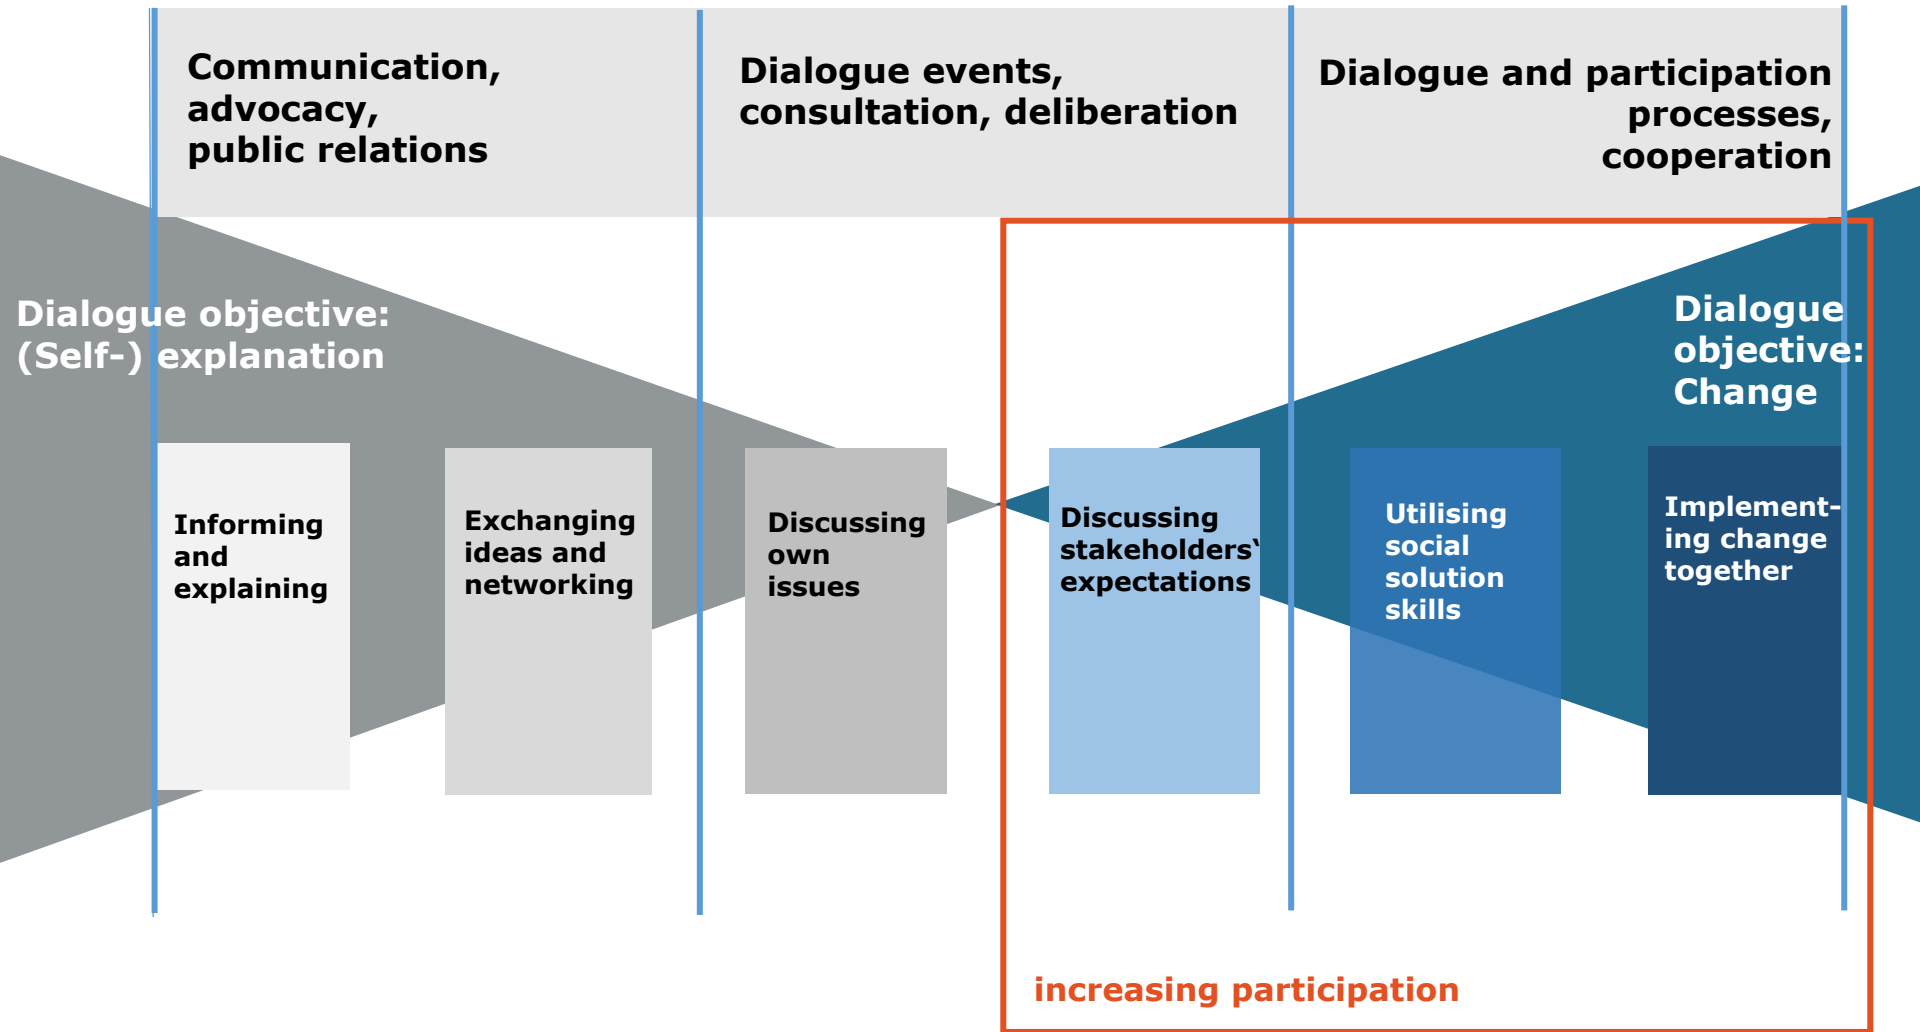 Communication,
advocacy,
public relations
Dialogue events,
consultation, deliberation
Dialogue and participation
processes,
cooperation
Dialogue objective:
(Self-) explanation
Dialogue
objective:
Change
Informing
and
explaining
Exchanging
ideas and
networking
Discussing
own
issues
Discussing
stakeholders‘
expectations
Utilising
social
solution
skills
Implement-
ing change
together
increasing participation